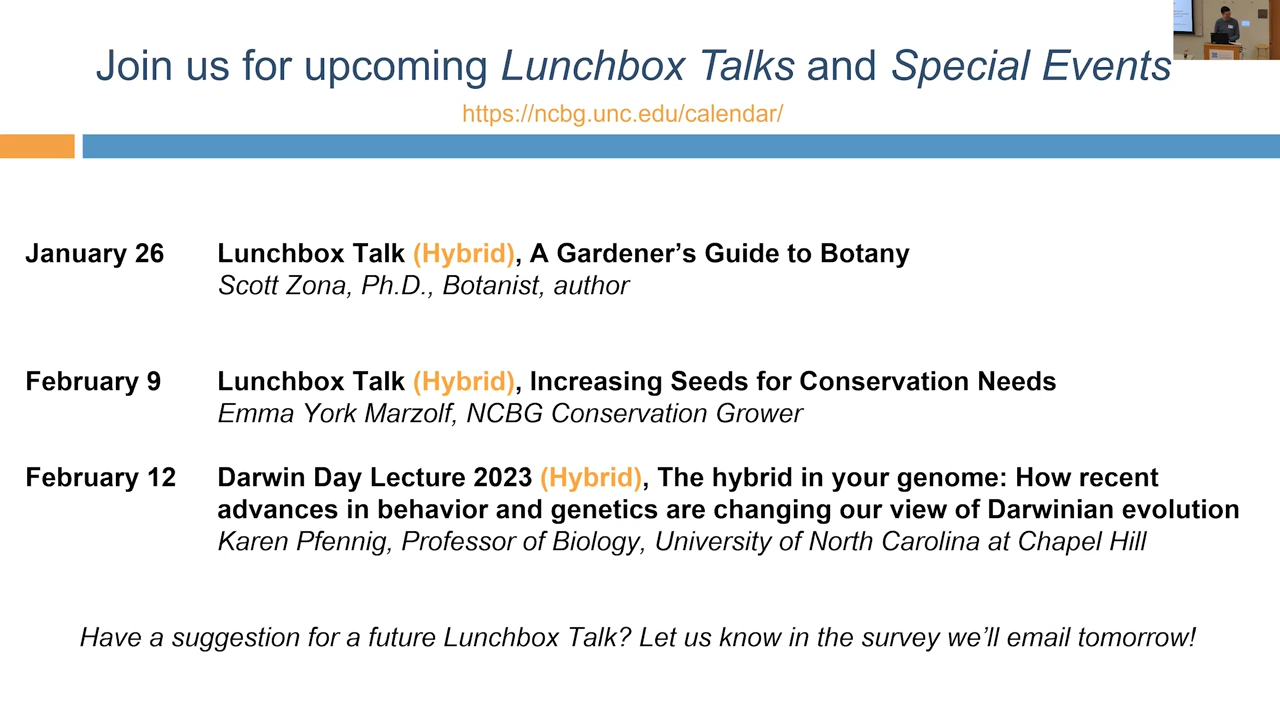 Join us for upcoming Lunchbox Talks and Special Events
https://ncbg.unc.edu/calendar/
January 26 Lunchbox Talk (Hybrid), A Gardener’s Guide to Botany
Scott Zona, Ph.D., Botanist, author
February 9 Lunchbox Talk (Hybrid), Increasing Seeds for Conservation Needs
Emma York Marzolf, NCBG Conservation Grower
February 12 Darwin Day Lecture 2023 (Hybrid), The hybrid in your genome: How recent
advances in behavior and genetics are changing our view of Darwinian evolution
Karen Pfennig, Professor of Biology, University of North Carolina at Chapel Hill
Have a suggestion for a future Lunchbox Talk? Let us know in the survey we’ll email tomorrow!